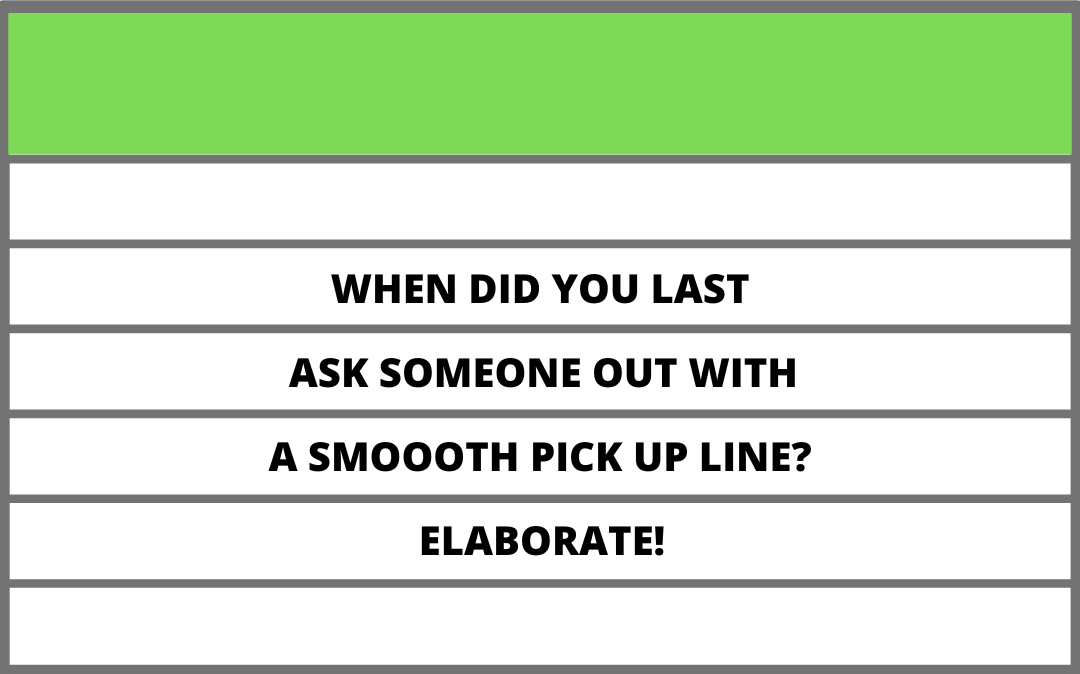 WHEN DID YOU LAST
ASK SOMEONE OUT WITH
A SMOOOTH PICK UP LINE?
ELABORATE!